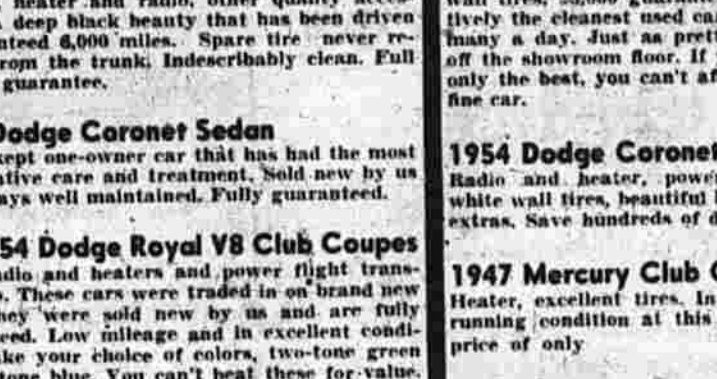 heater and radio, other quality acces-
deep black beauty that has been driven
nteed 6,000 miles. Spare tire never re-
rom the trunk. Indescribably clean. Full
guarantee.
Dodge Coronet Sedan
kept one-owner car that has had the most
ative care and treatment. Sold new by us
ays well maintained. Fully guaranteed.
54 Dodge Royal V8 Club Coupes
dio and heaters and power flight trans-
. These cars were traded in on brand new
hey were sold new by us and are fully
eed. Low mileage and in excellent condi-
ake your choice of colors, two-tone green
tone blue. You can't beat these for value.
tively the cleanest used ca
many a day. Just as prett
off the showroom floor. If
only the best, you can't af
fine car.
1954 Dodge Coronet
Radio and heater, power
white wall tires, beautiful
extras. Save hundreds of d
1947 Mercury Club C
Heater, excellent tires. In
running condition at this
price of only